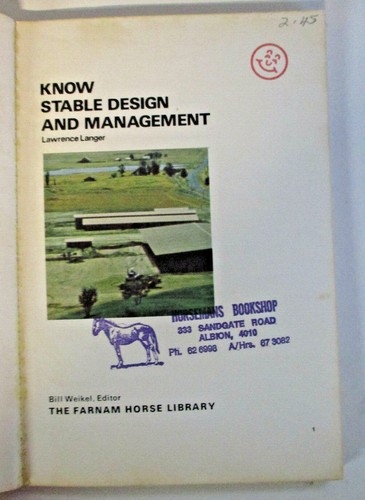 2.45
KNOW
STABLE DESIGN
AND MANAGEMENT
Lawrence Langer
HORSEMANS BOOKSHOP
333 SANDGATE ROAD
ALBION, 4010
Ph. 62 6998 A/Hrs. 67 3082
Bill Weikel, Editor
THE FARNAM HORSE LIBRARY
1